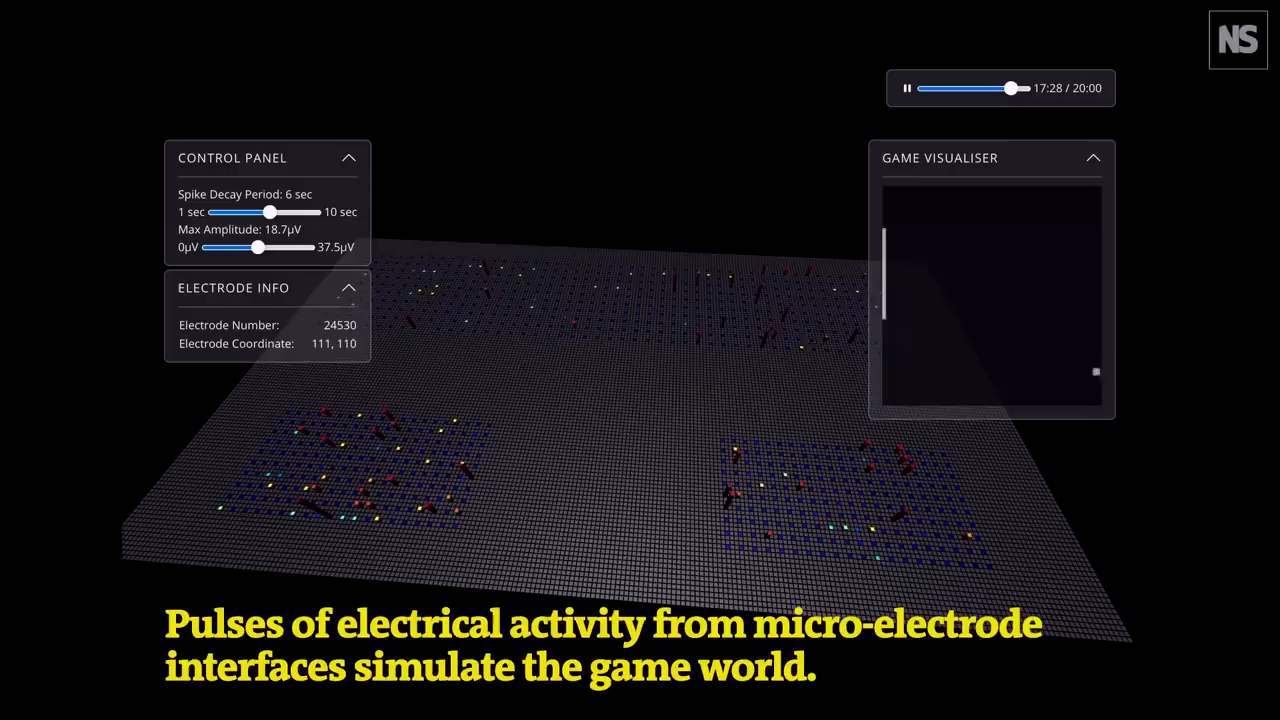 NS
17:28 / 20:00
CONTROL PANEL
Spike Decay Period: 6 sec
1 sec 10 sec
Max Amplitude: 18.7µV
0µV 37.5µV
ELECTRODE INFO
Electrode Number: 24530
Electrode Coordinate: 111, 110
GAME VISUALISER
Pulses of electrical activity from micro-electrode
interfaces simulate the game world.